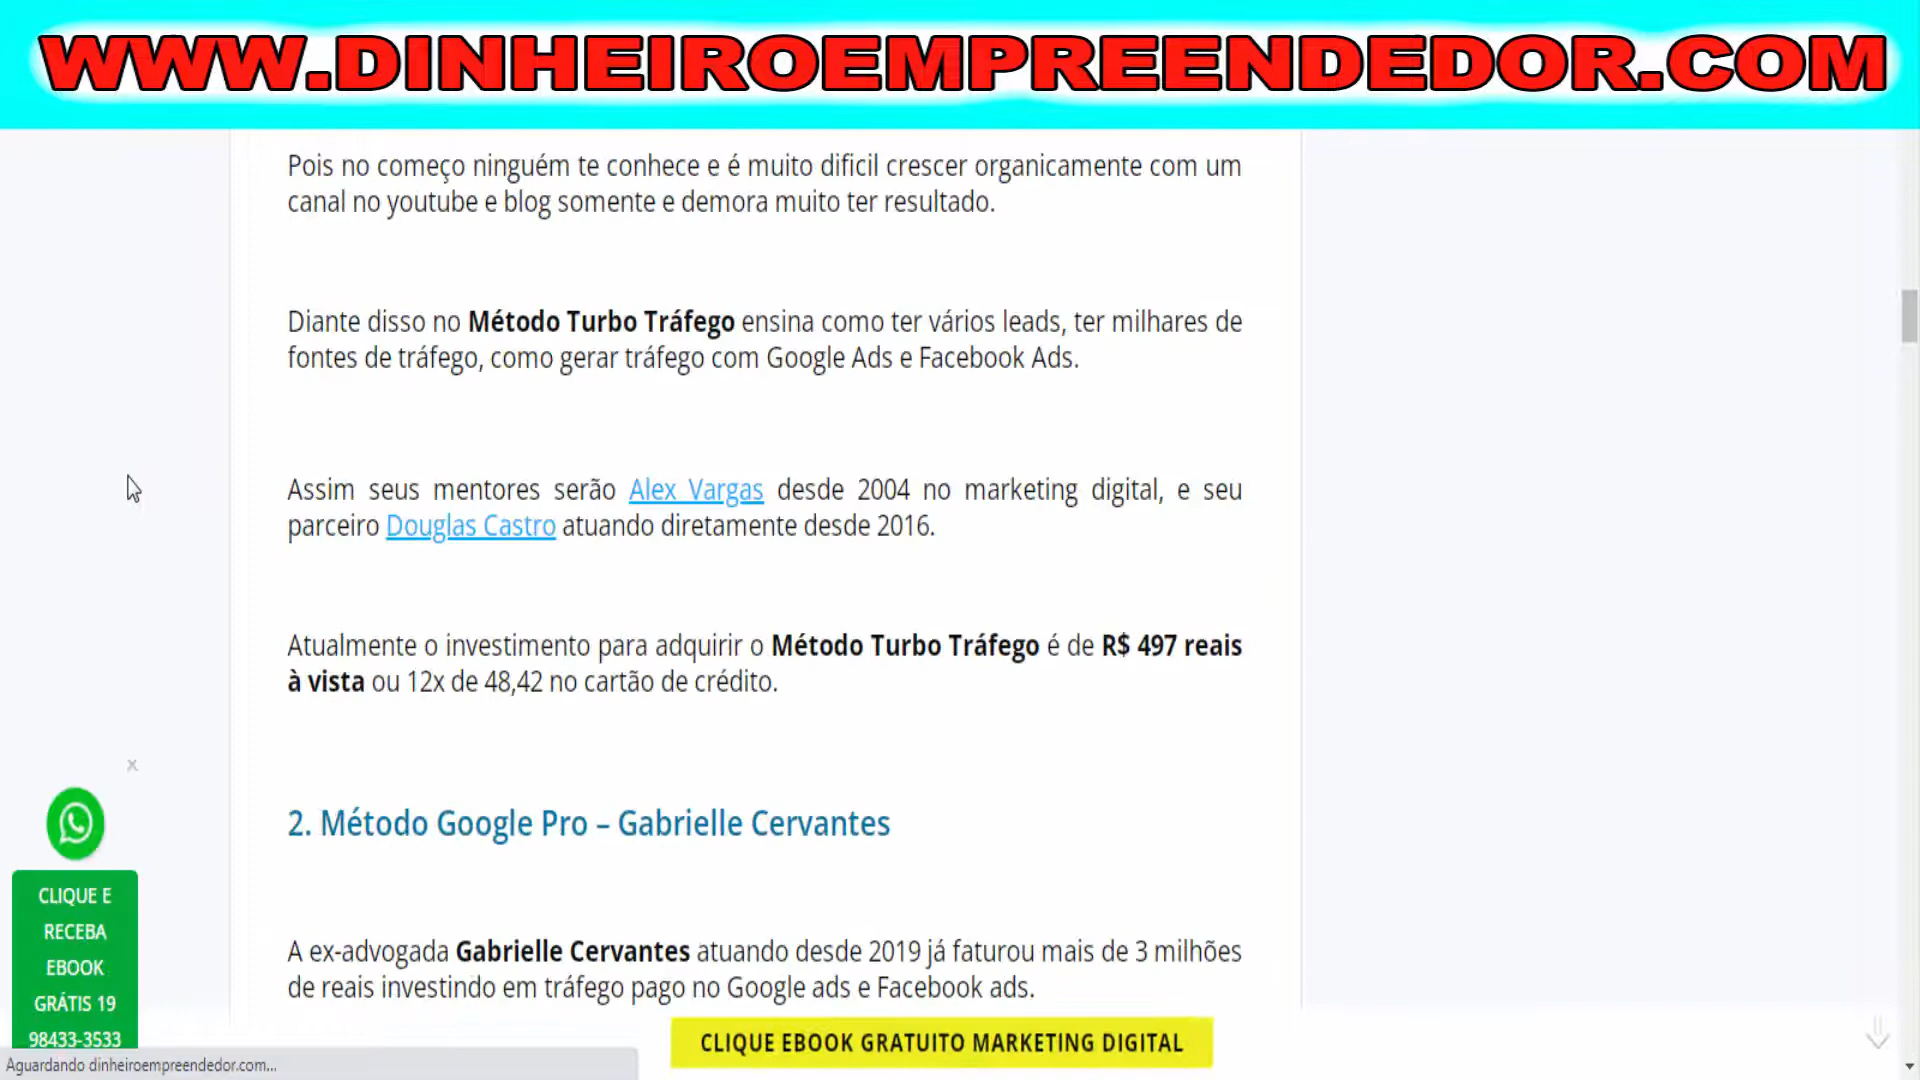 WWW.DINHEIROEMPREENDEDOR.COM
Pois no começo ninguém te conhece e é muito dificil crescer organicamente com um
canal no youtube e blog somente e demora muito ter resultado.
Diante disso no Método Turbo Tráfego ensina como ter vários leads, ter milhares de
fontes de tráfego, como gerar tráfego com Google Ads e Facebook Ads.
Assim seus mentores serão Alex Vargas desde 2004 no marketing digital, e seu
parceiro Douglas Castro atuando diretamente desde 2016.
Atualmente o investimento para adquirir o Método Turbo Tráfego é de R$ 497 reais
à vista ou 12x de 48,42 no cartão de crédito.
x
2. Método Google Pro – Gabrielle Cervantes
CLIQUE E
RECEBA
EBOOK
GRÁTIS 19
98433-3533
A ex-advogada Gabrielle Cervantes atuando desde 2019 já faturou mais de 3 milhões
de reais investindo em tráfego pago no Google ads e Facebook ads.
CLIQUE EBOOK GRATUITO MARKETING DIGITAL
Aguardando dinheiroempreendedor.com...